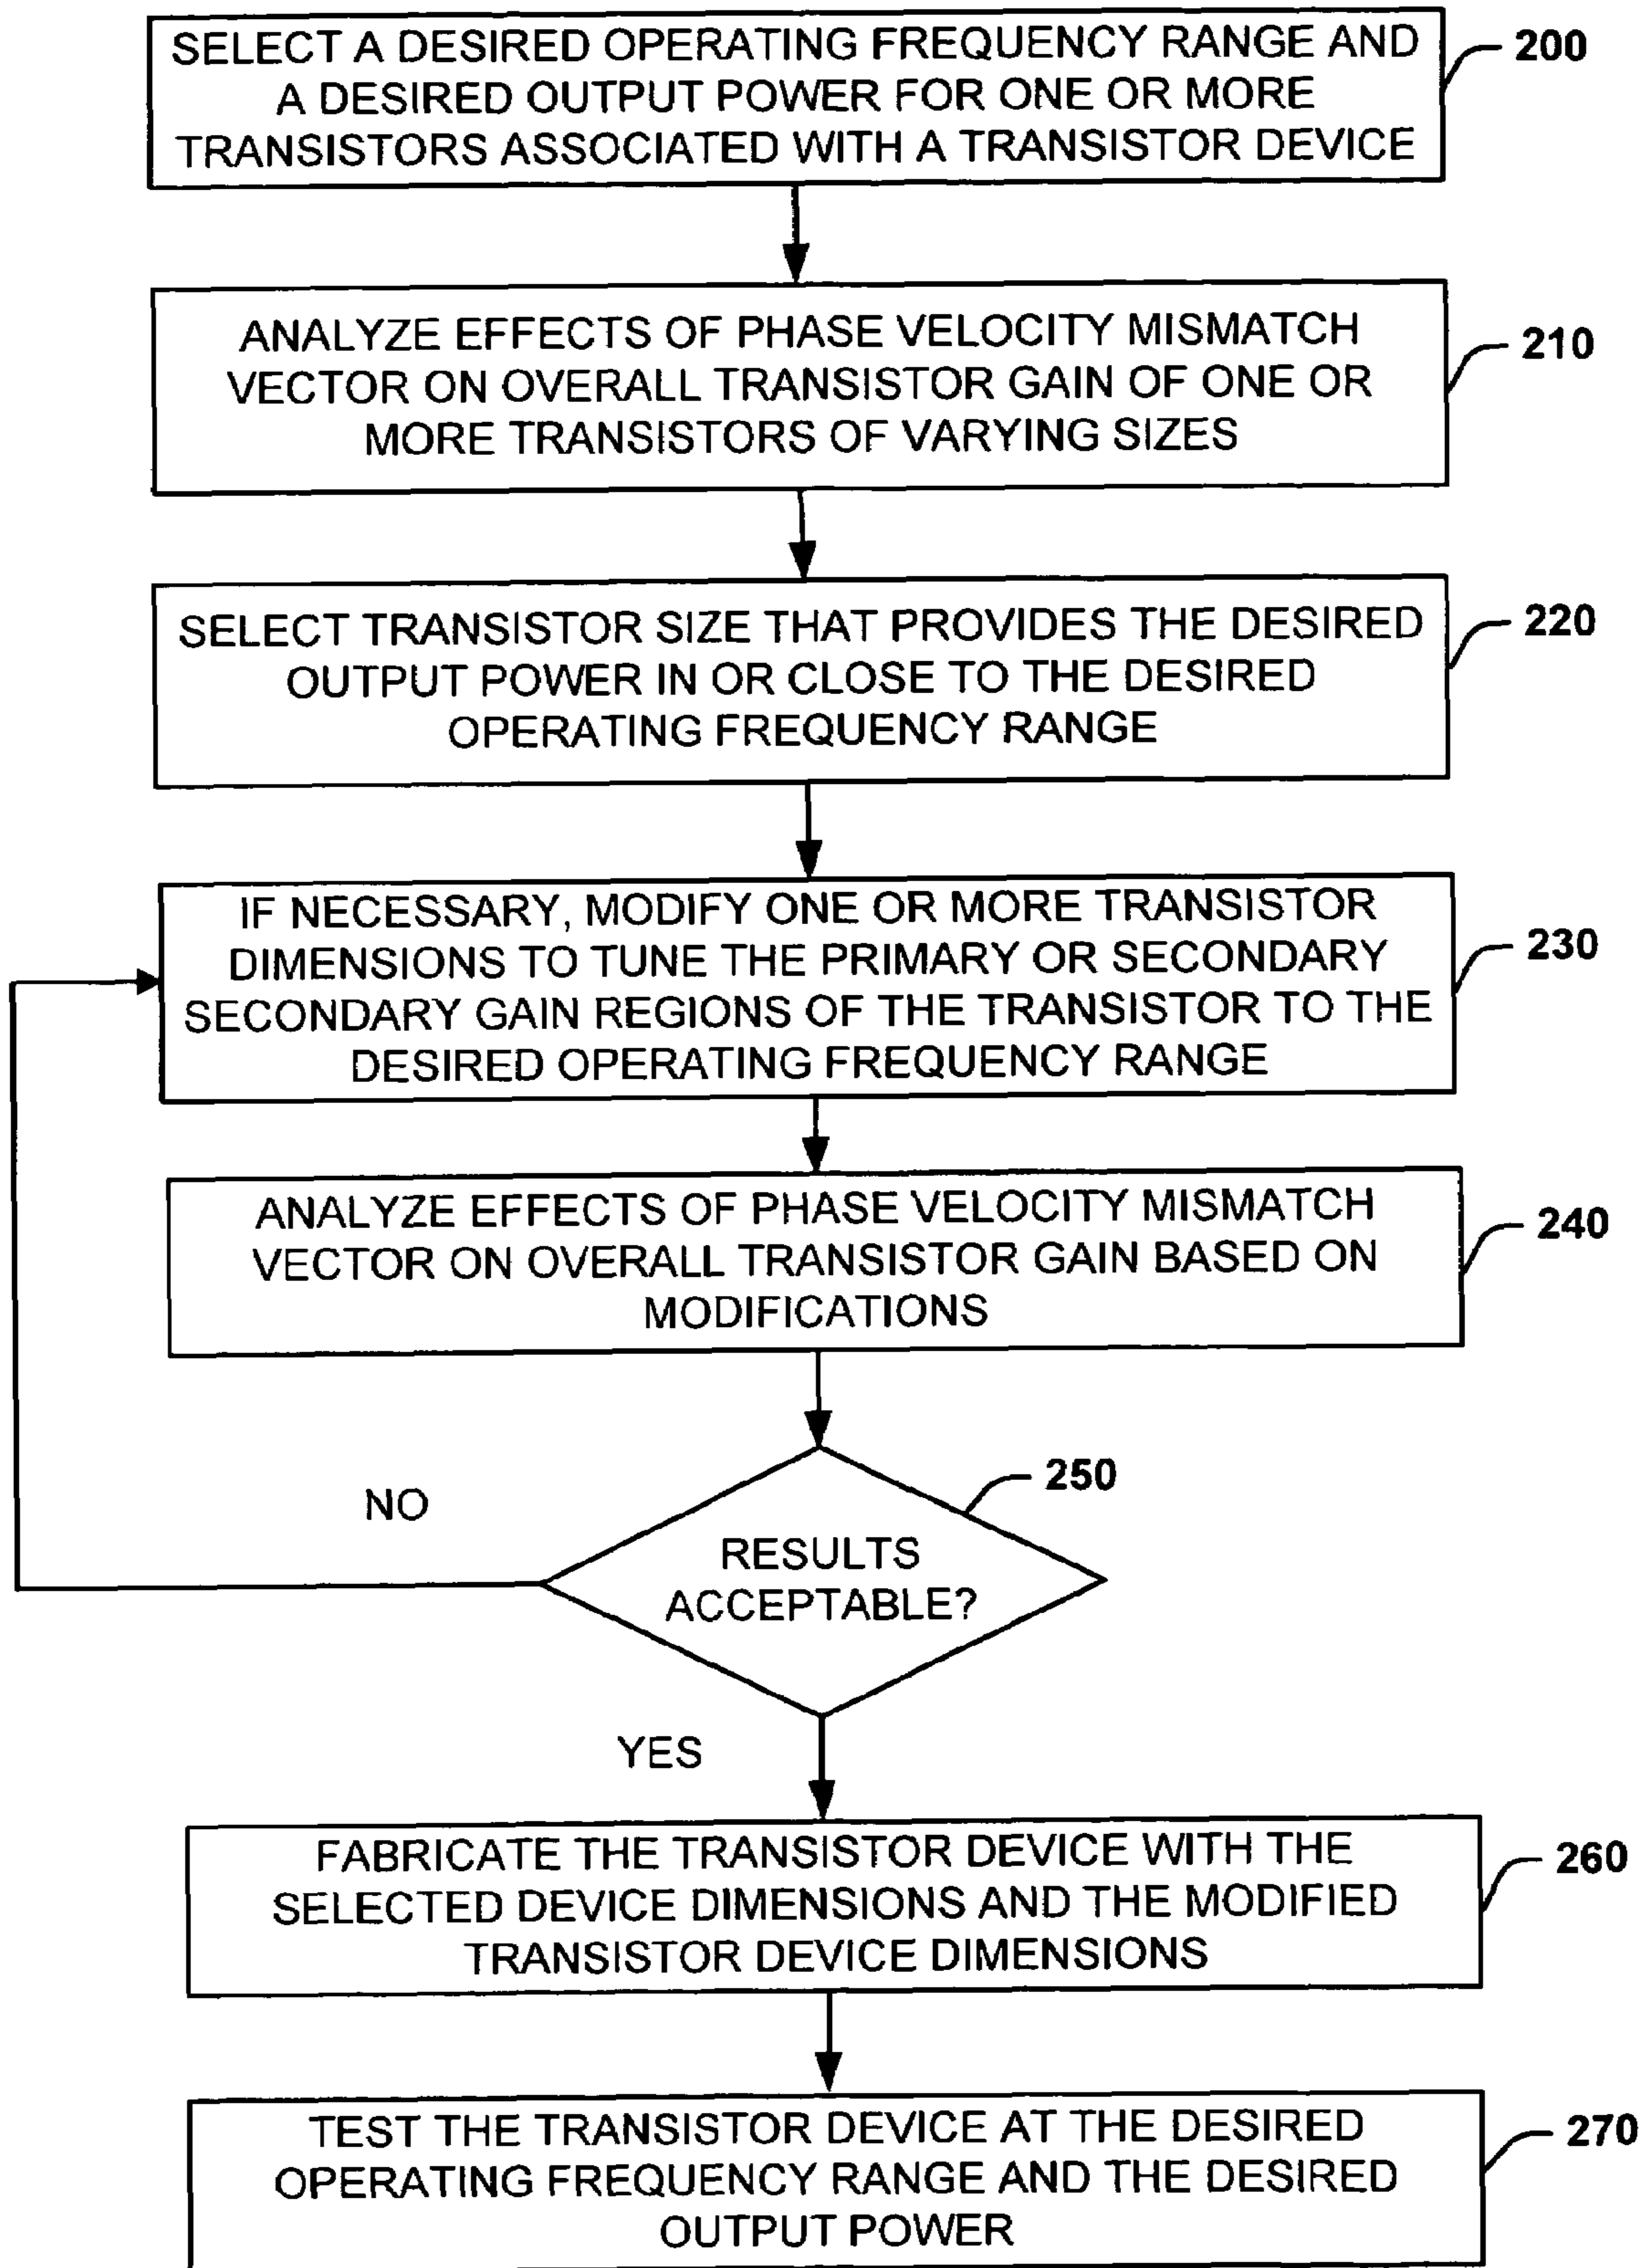 SELECT A DESIRED OPERATING FREQUENCY RANGE AND
A DESIRED OUTPUT POWER FOR ONE OR MORE
TRANSISTORS ASSOCIATED WITH A TRANSISTOR DEVICE
200
ANALYZE EFFECTS OF PHASE VELOCITY MISMATCH
VECTOR ON OVERALL TRANSISTOR GAIN OF ONE OR
MORE TRANSISTORS OF VARYING SIZES
210
SELECT TRANSISTOR SIZE THAT PROVIDES THE DESIRED
OUTPUT POWER IN OR CLOSE TO THE DESIRED
OPERATING FREQUENCY RANGE
220
IF NECESSARY, MODIFY ONE OR MORE TRANSISTOR
DIMENSIONS TO TUNE THE PRIMARY OR SECONDARY
SECONDARY GAIN REGIONS OF THE TRANSISTOR TO THE
DESIRED OPERATING FREQUENCY RANGE
230
ANALYZE EFFECTS OF PHASE VELOCITY MISMATCH
VECTOR ON OVERALL TRANSISTOR GAIN BASED ON
MODIFICATIONS
240
250
NO
RESULTS
ACCEPTABLE?
YES
FABRICATE THE TRANSISTOR DEVICE WITH THE
SELECTED DEVICE DIMENSIONS AND THE MODIFIED
TRANSISTOR DEVICE DIMENSIONS
260
TEST THE TRANSISTOR DEVICE AT THE DESIRED
OPERATING FREQUENCY RANGE AND THE DESIRED
OUTPUT POWER
270